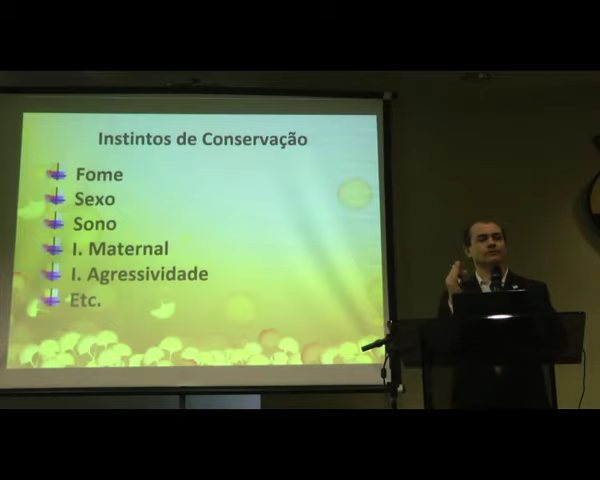 Instintos de Conservação
Fome
Sexo
Sono
I. Maternal
I. Agressividade
Etc.